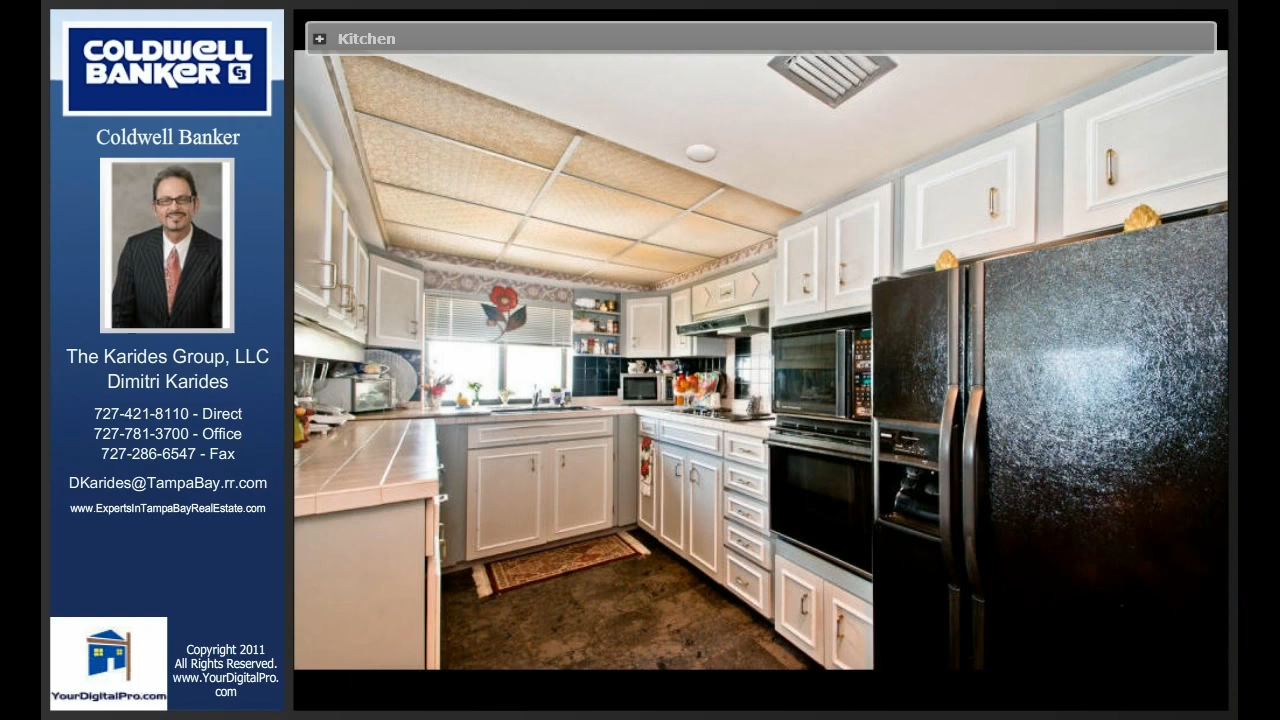 COLDWELL
BANKER CB
Coldwell Banker
The Karides Group, LLC
Dimitri Karides
727-421-8110 - Direct
727-781-3700 - Office
727-286-6547 - Fax
DKarides@TampaBay.rr.com
www.ExpertsInTampaBayRealEstate.com
YourDigitalPro.com
Copyright 2011
All Rights Reserved.
www.YourDigitalPro.
com
Kitchen